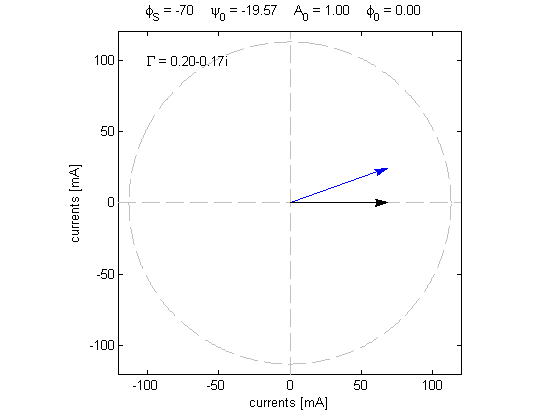 ϕS = -70 ψ0 = -19.57 A0 = 1.00 ϕ0 = 0.00
Γ = 0.20-0.17i
100
50
0
-50
-100
currents [mA]
-100 -50 0 50 100
currents [mA]